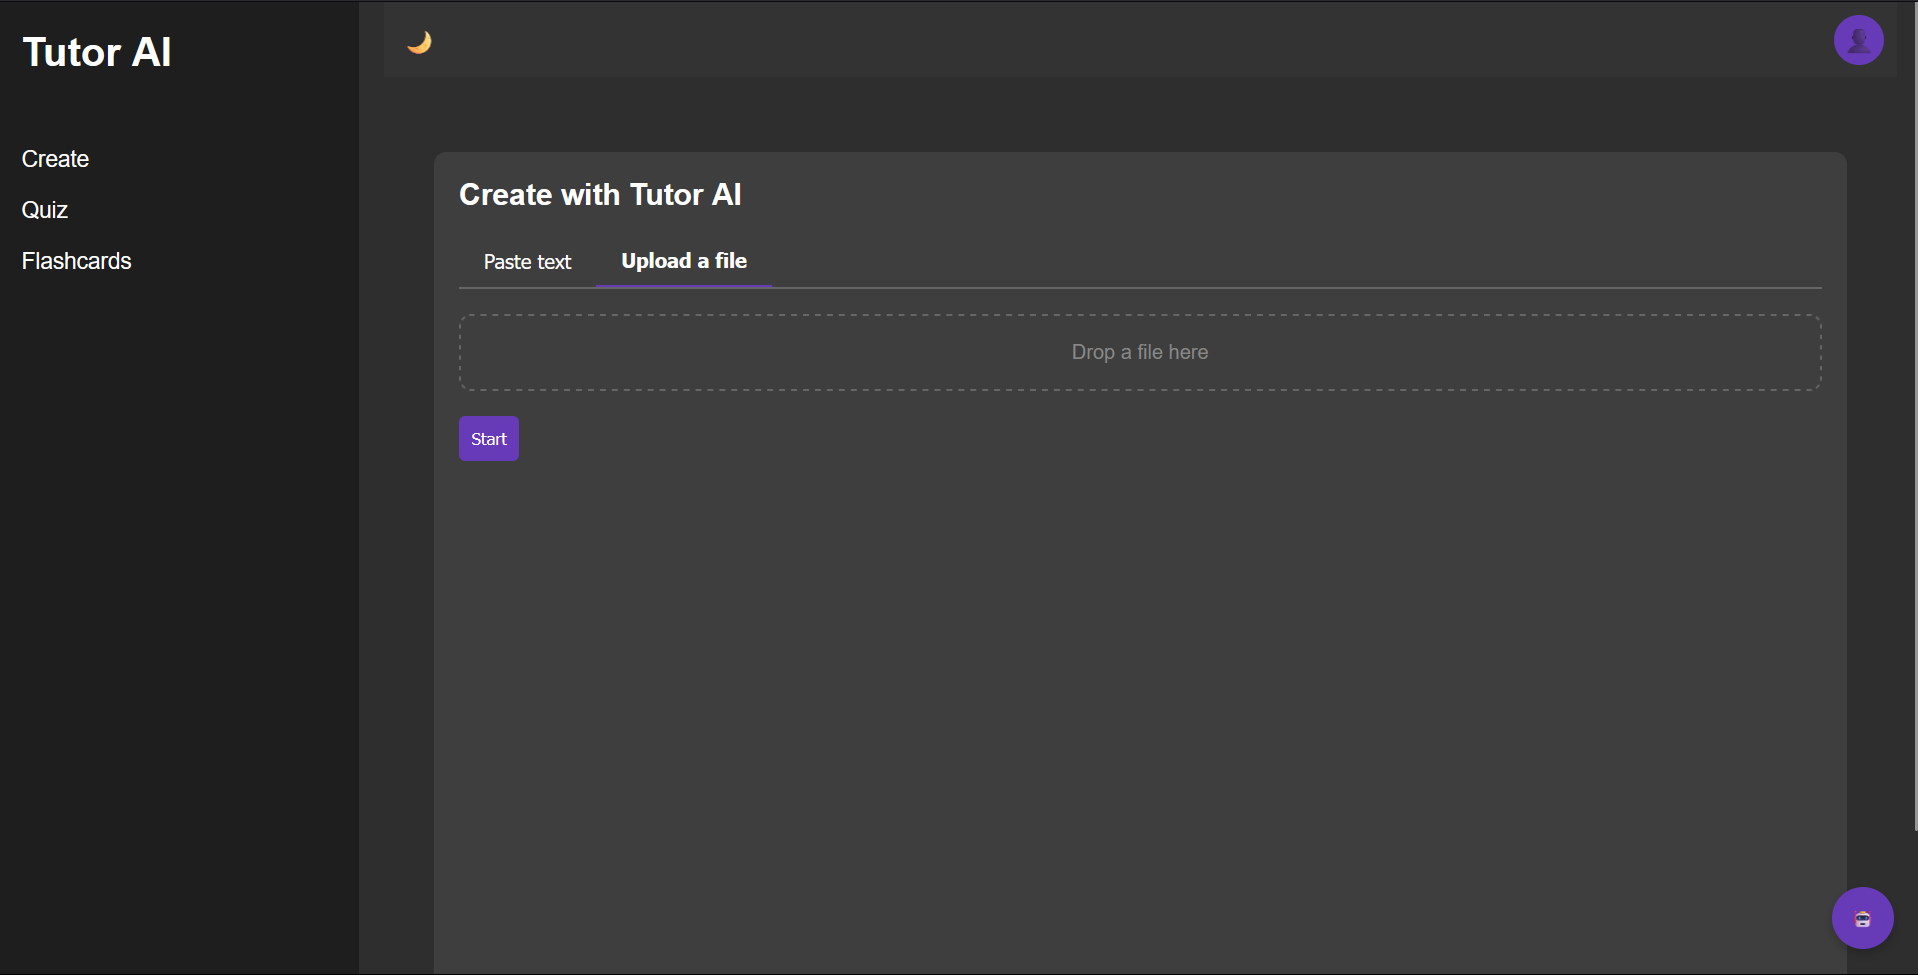 Tutor AI
Create
Quiz
Flashcards
Create with Tutor AI
Paste text
Upload a file
Drop a file here
Start